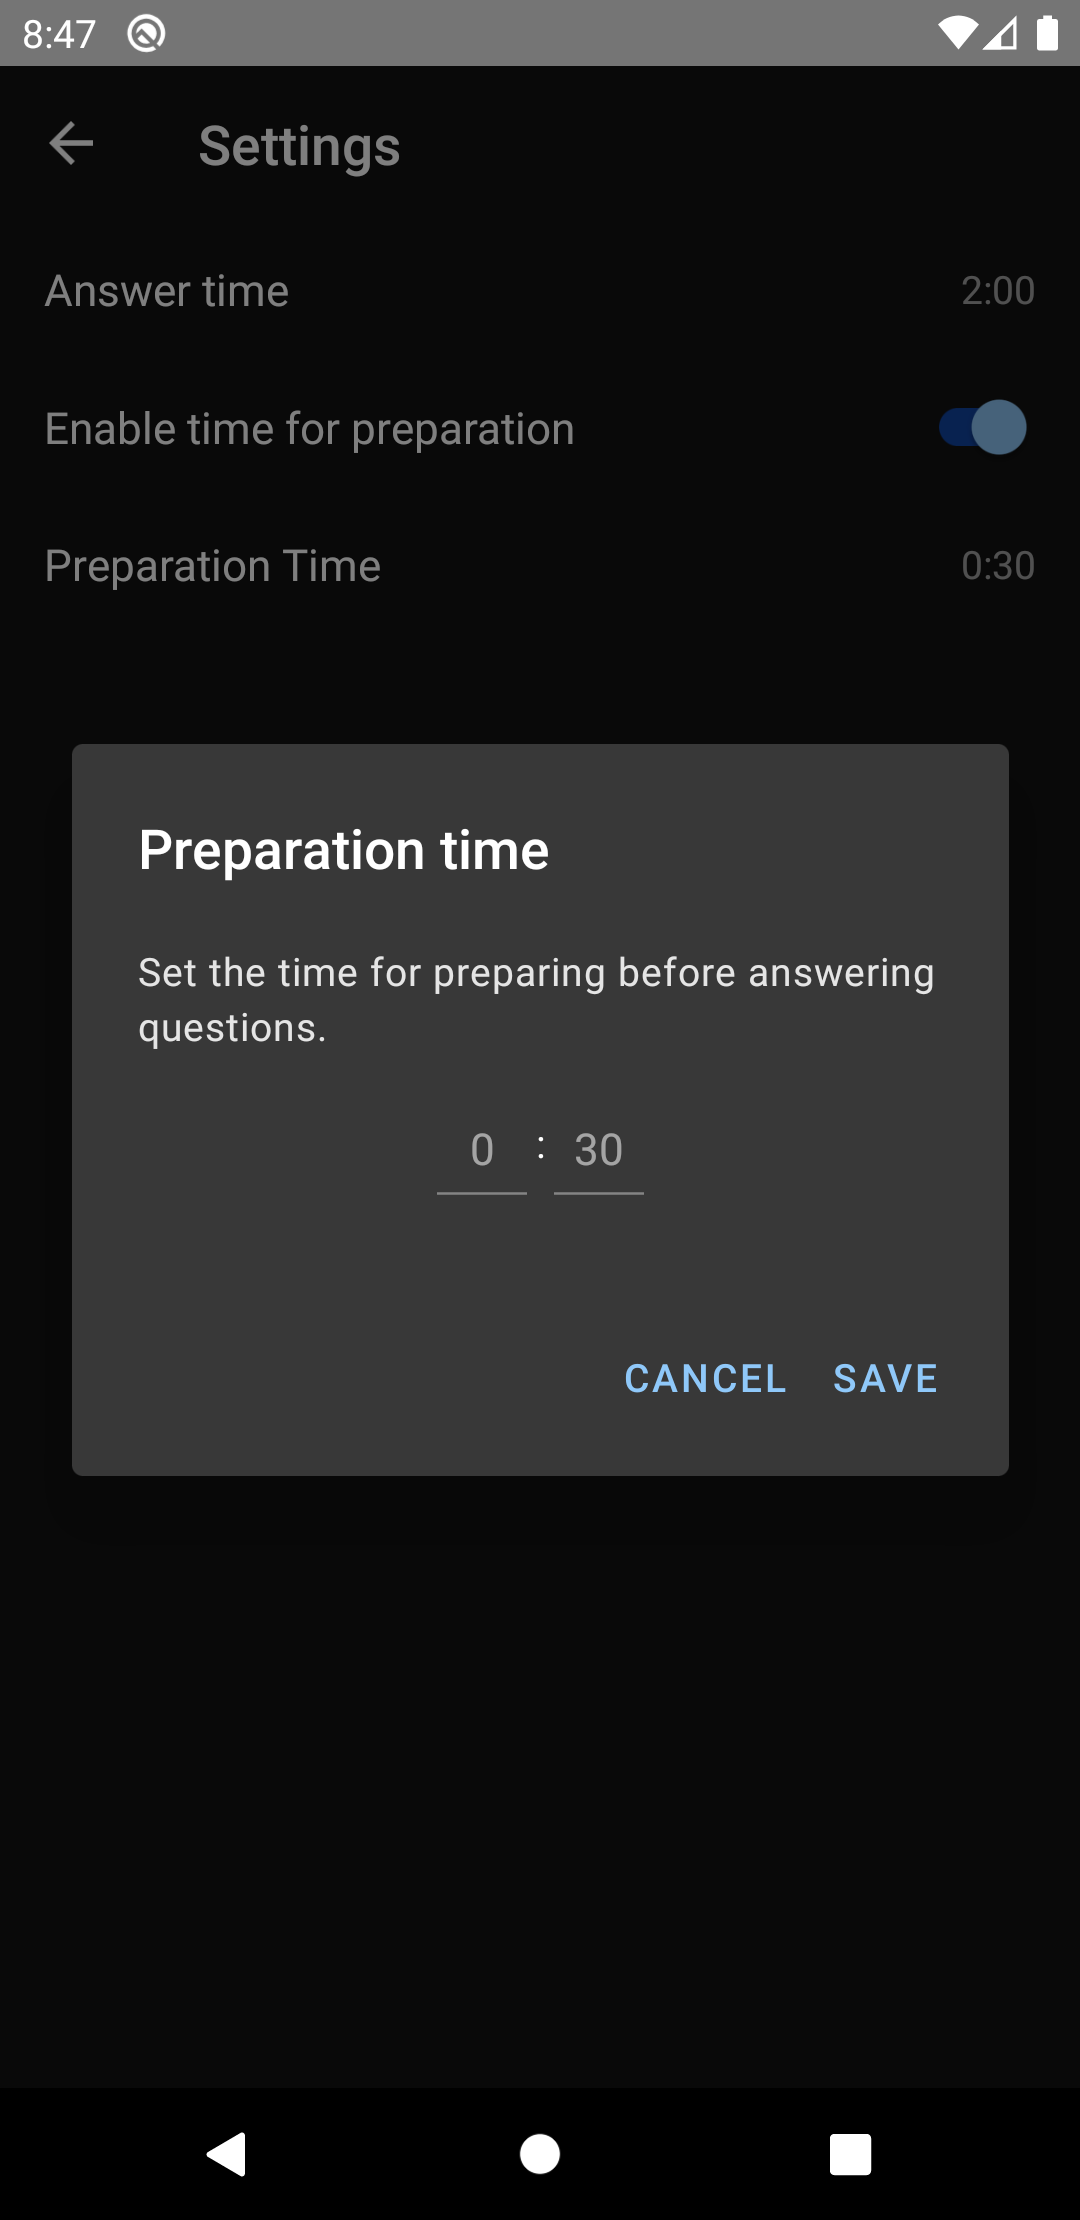 8:47
Settings
Answer time 2:00
Enable time for preparation
Preparation Time 0:30
Preparation time
Set the time for preparing before answering
questions.
0 : 30
CANCEL SAVE